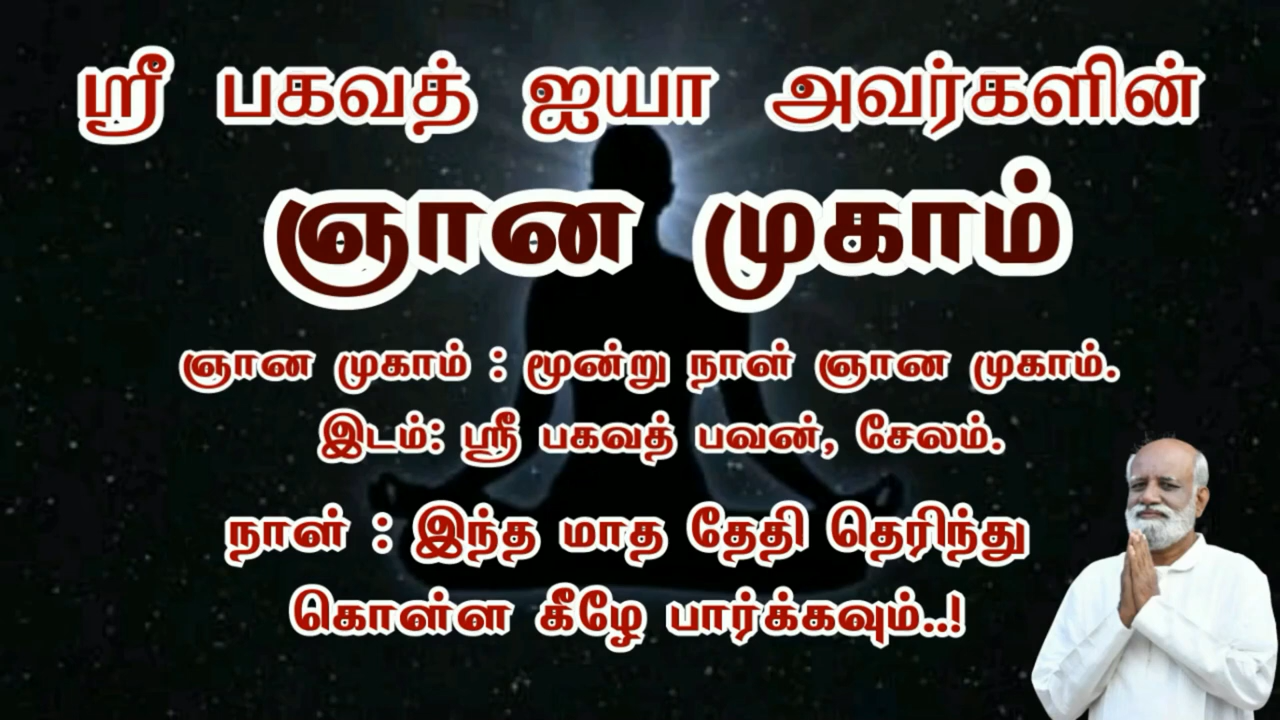 ஸ்ரீ பகவத் ஐயா அவர்களின்
ஞான முகாம்
ஞான முகாம் : மூன்று நாள் ஞான முகாம்.
இடம்: ஸ்ரீ பகவத் பவன், சேலம்.
நாள் : இந்த மாத தேதி தெரிந்து
கொள்ள கீழே பார்க்கவும்..!